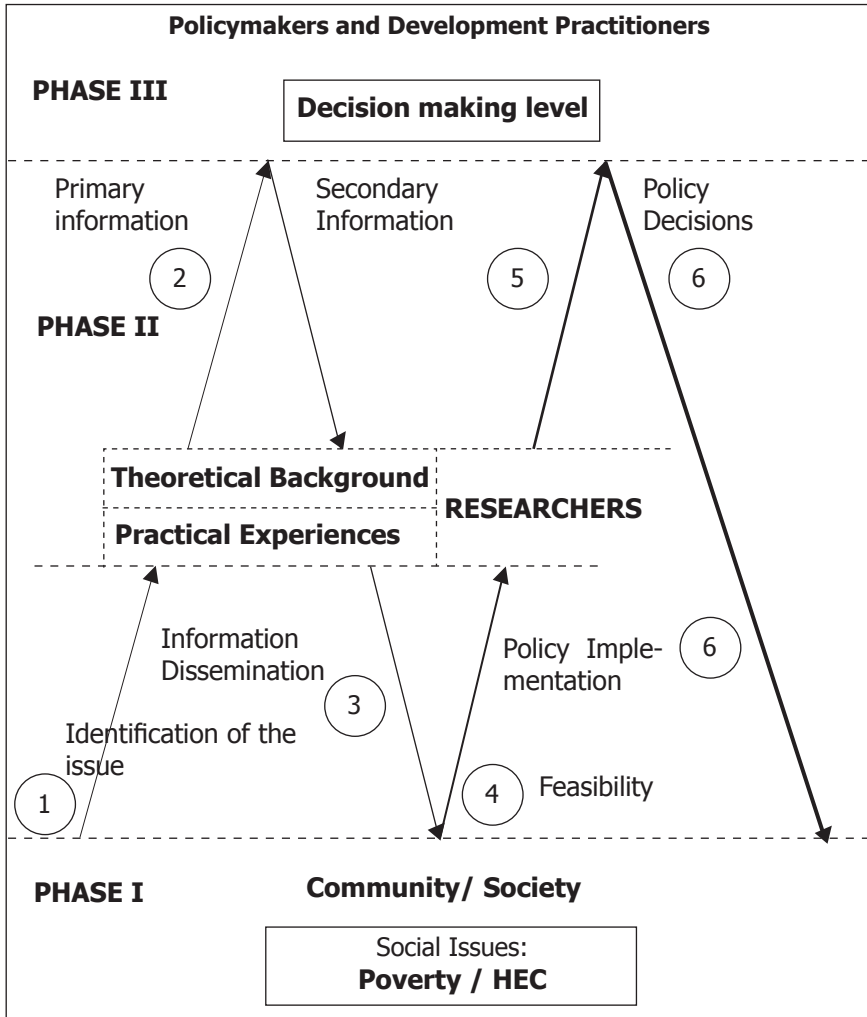 Policymakers and Development Practitioners
PHASE III
Decision making level
Primary
information
Secondary
Information
Policy
Decisions
2
5
6
PHASE II
Theoretical Background
Practical Experiences
RESEARCHERS
Information
Dissemination
3
Policy Imple-
mentation
6
Identification of the
issue
1
4
Feasibility
PHASE I
Community/ Society
Social Issues:
Poverty / HEC